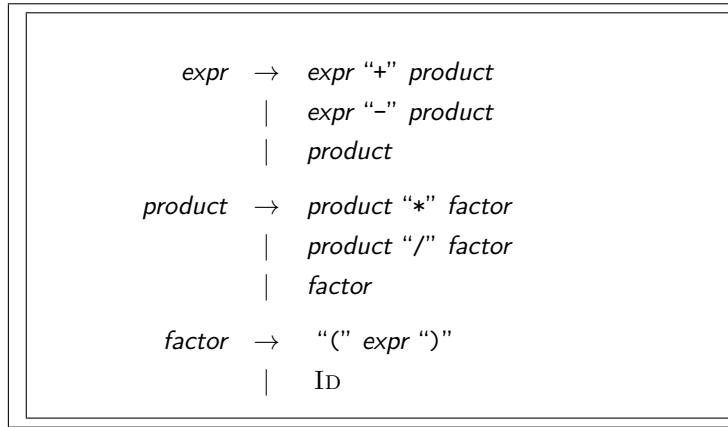 expr → expr “+” product
| expr “-” product
| product
product → product “*” factor
| product “/” factor
| factor
factor → “(” expr “)”
| ID